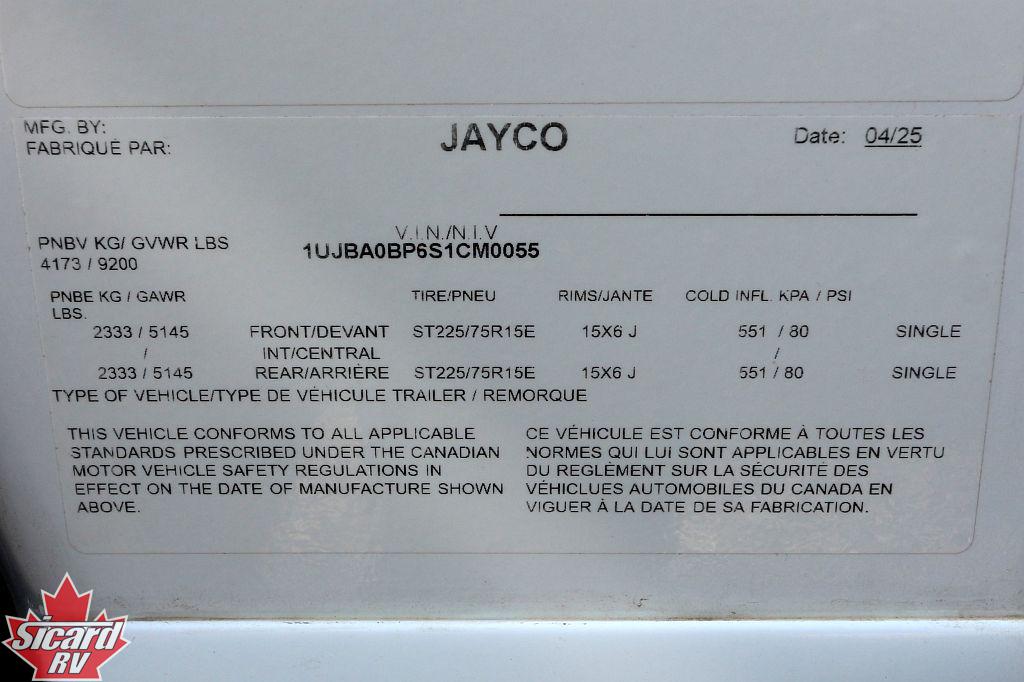 MFG. BY:
FABRIQUÉ PAR:
JAYCO
Date: 04/25
V.I.N./N.I.V
1UJBA0BP6S1CM0055
PNBV KG/ GVWR LBS
4173 / 9200
PNBE KG / GAWR LBS. TIRE/PNEU RIMS/JANTE COLD INFL. KPA / PSI
2333 / 5145 FRONT/DEVANT ST225/75R15E 15X6 J 551 / 80 SINGLE
/ INT/CENTRAL /
2333 / 5145 REAR/ARRIÈRE ST225/75R15E 15X6 J 551 / 80 SINGLE
TYPE OF VEHICLE/TYPE DE VÉHICULE TRAILER / REMORQUE
THIS VEHICLE CONFORMS TO ALL APPLICABLE
STANDARDS PRESCRIBED UNDER THE CANADIAN
MOTOR VEHICLE SAFETY REGULATIONS IN
EFFECT ON THE DATE OF MANUFACTURE SHOWN
ABOVE.
CE VÉHICULE EST CONFORME À TOUTES LES
NORMES QUI LUI SONT APPLICABLES EN VERTU
DU REGLEMENT SUR LA SÉCURITÉ DES
VÉHICLUES AUTOMOBILES DU CANADA EN
VIGUER À LA DATE DE SA FABRICATION.
Sicard
RV